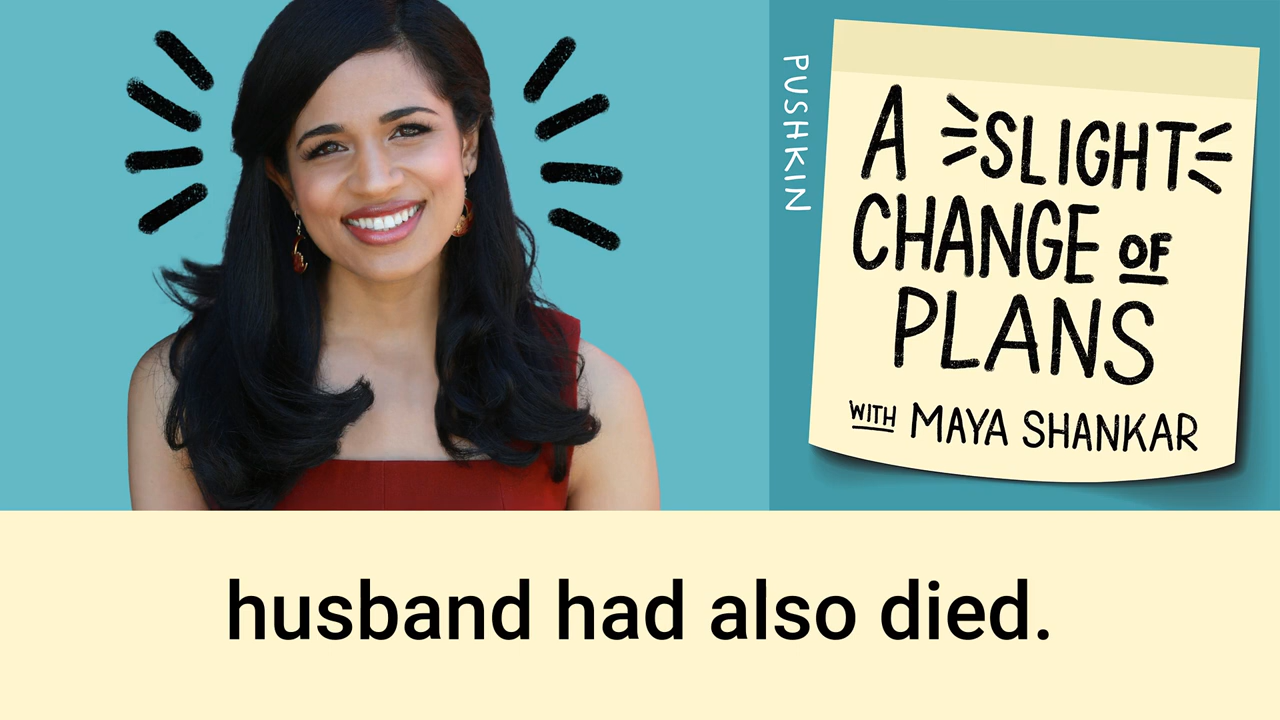 PUSHKIN
A SLIGHT
CHANGE OF
PLANS
WITH MAYA SHANKAR
husband had also died.